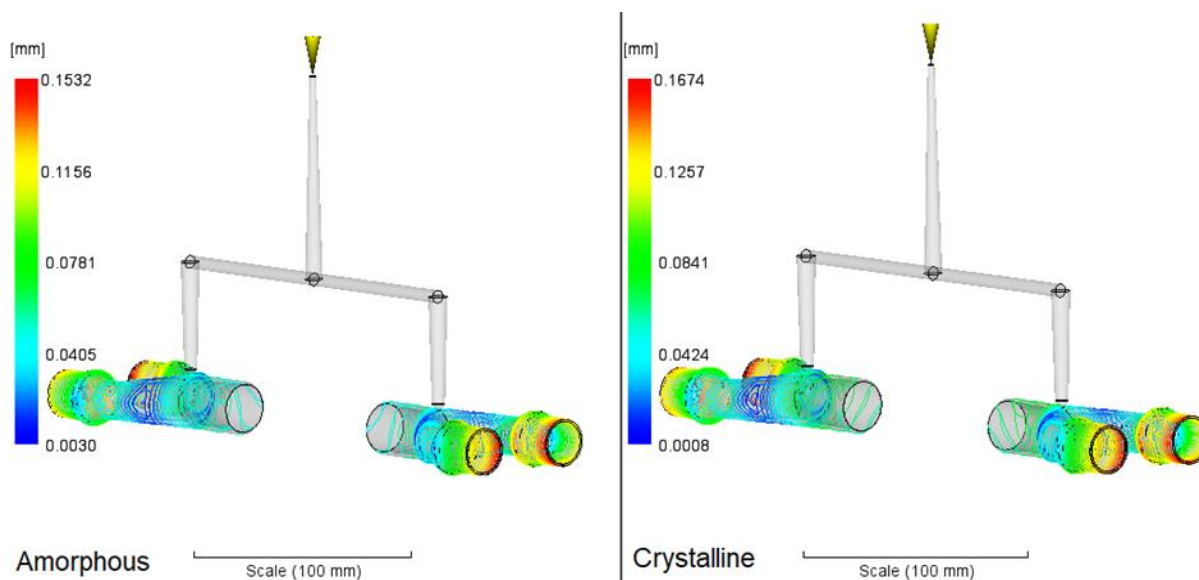 [mm]
0.1532
0.1156
0.0781
0.0405
0.0030
Amorphous
Scale (100 mm)
[mm]
0.1674
0.1257
0.0841
0.0424
0.0008
Crystalline
Scale (100 mm)